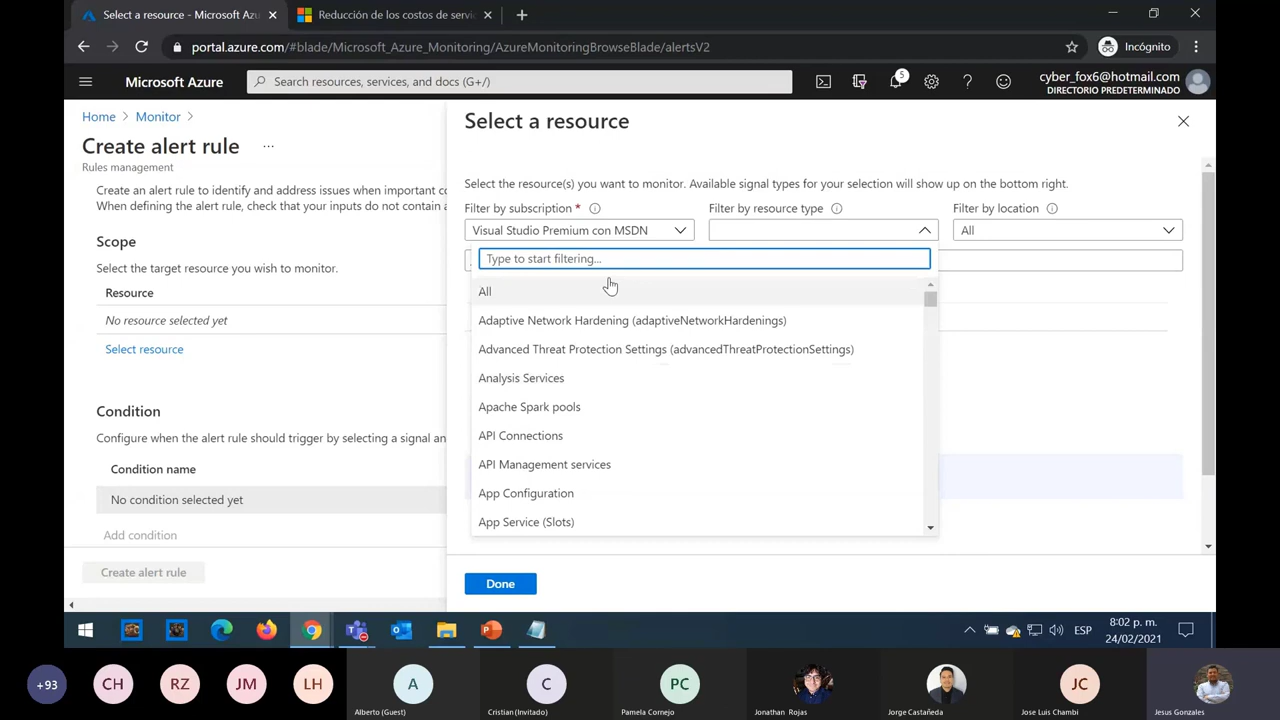 Select a resource - Microsoft Azu
Reducción de los costos de servic
portal.azure.com/#blade/Microsoft_Azure_Monitoring/AzureMonitoringBrowseBlade/alertsV2
Incógnito
Microsoft Azure
Search resources, services, and docs (G+/)
5
cyber_fox6@hotmail.com
DIRECTORIO PREDETERMINADO
Home > Monitor >
Create alert rule ...
Rules management
Create an alert rule to identify and address issues when important co
When defining the alert rule, check that your inputs do not contain a
Scope
Select the target resource you wish to monitor.
Resource
No resource selected yet
Select resource
Condition
Configure when the alert rule should trigger by selecting a signal an
Condition name
No condition selected yet
Add condition
Create alert rule
Select a resource
Select the resource(s) you want to monitor. Available signal types for your selection will show up on the bottom right.
Filter by subscription *
Filter by resource type
Filter by location
Visual Studio Premium con MSDN
All
Type to start filtering...
All
Adaptive Network Hardening (adaptiveNetworkHardenings)
Advanced Threat Protection Settings (advancedThreatProtectionSettings)
Analysis Services
Apache Spark pools
API Connections
API Management services
App Configuration
App Service (Slots)
Done
ESP
8:02 p. m.
24/02/2021
+93
CH
RZ
JM
LH
A
Alberto (Guest)
C
Cristian (Invitado)
PC
Pamela Cornejo
Jonathan Rojas
Jorge Castañeda
JC
Jose Luis Chambi
Jesus Gonzales